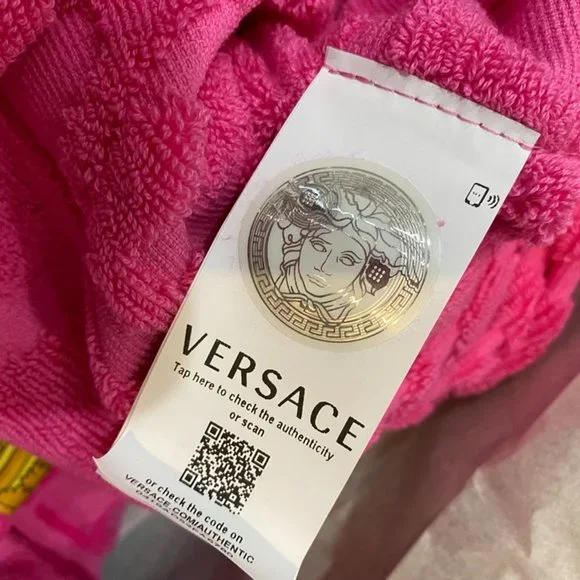 VERSACE
Tap here to check the authenticity
or scan
or check the code on
VERSACE.COM/AUTHENTIC